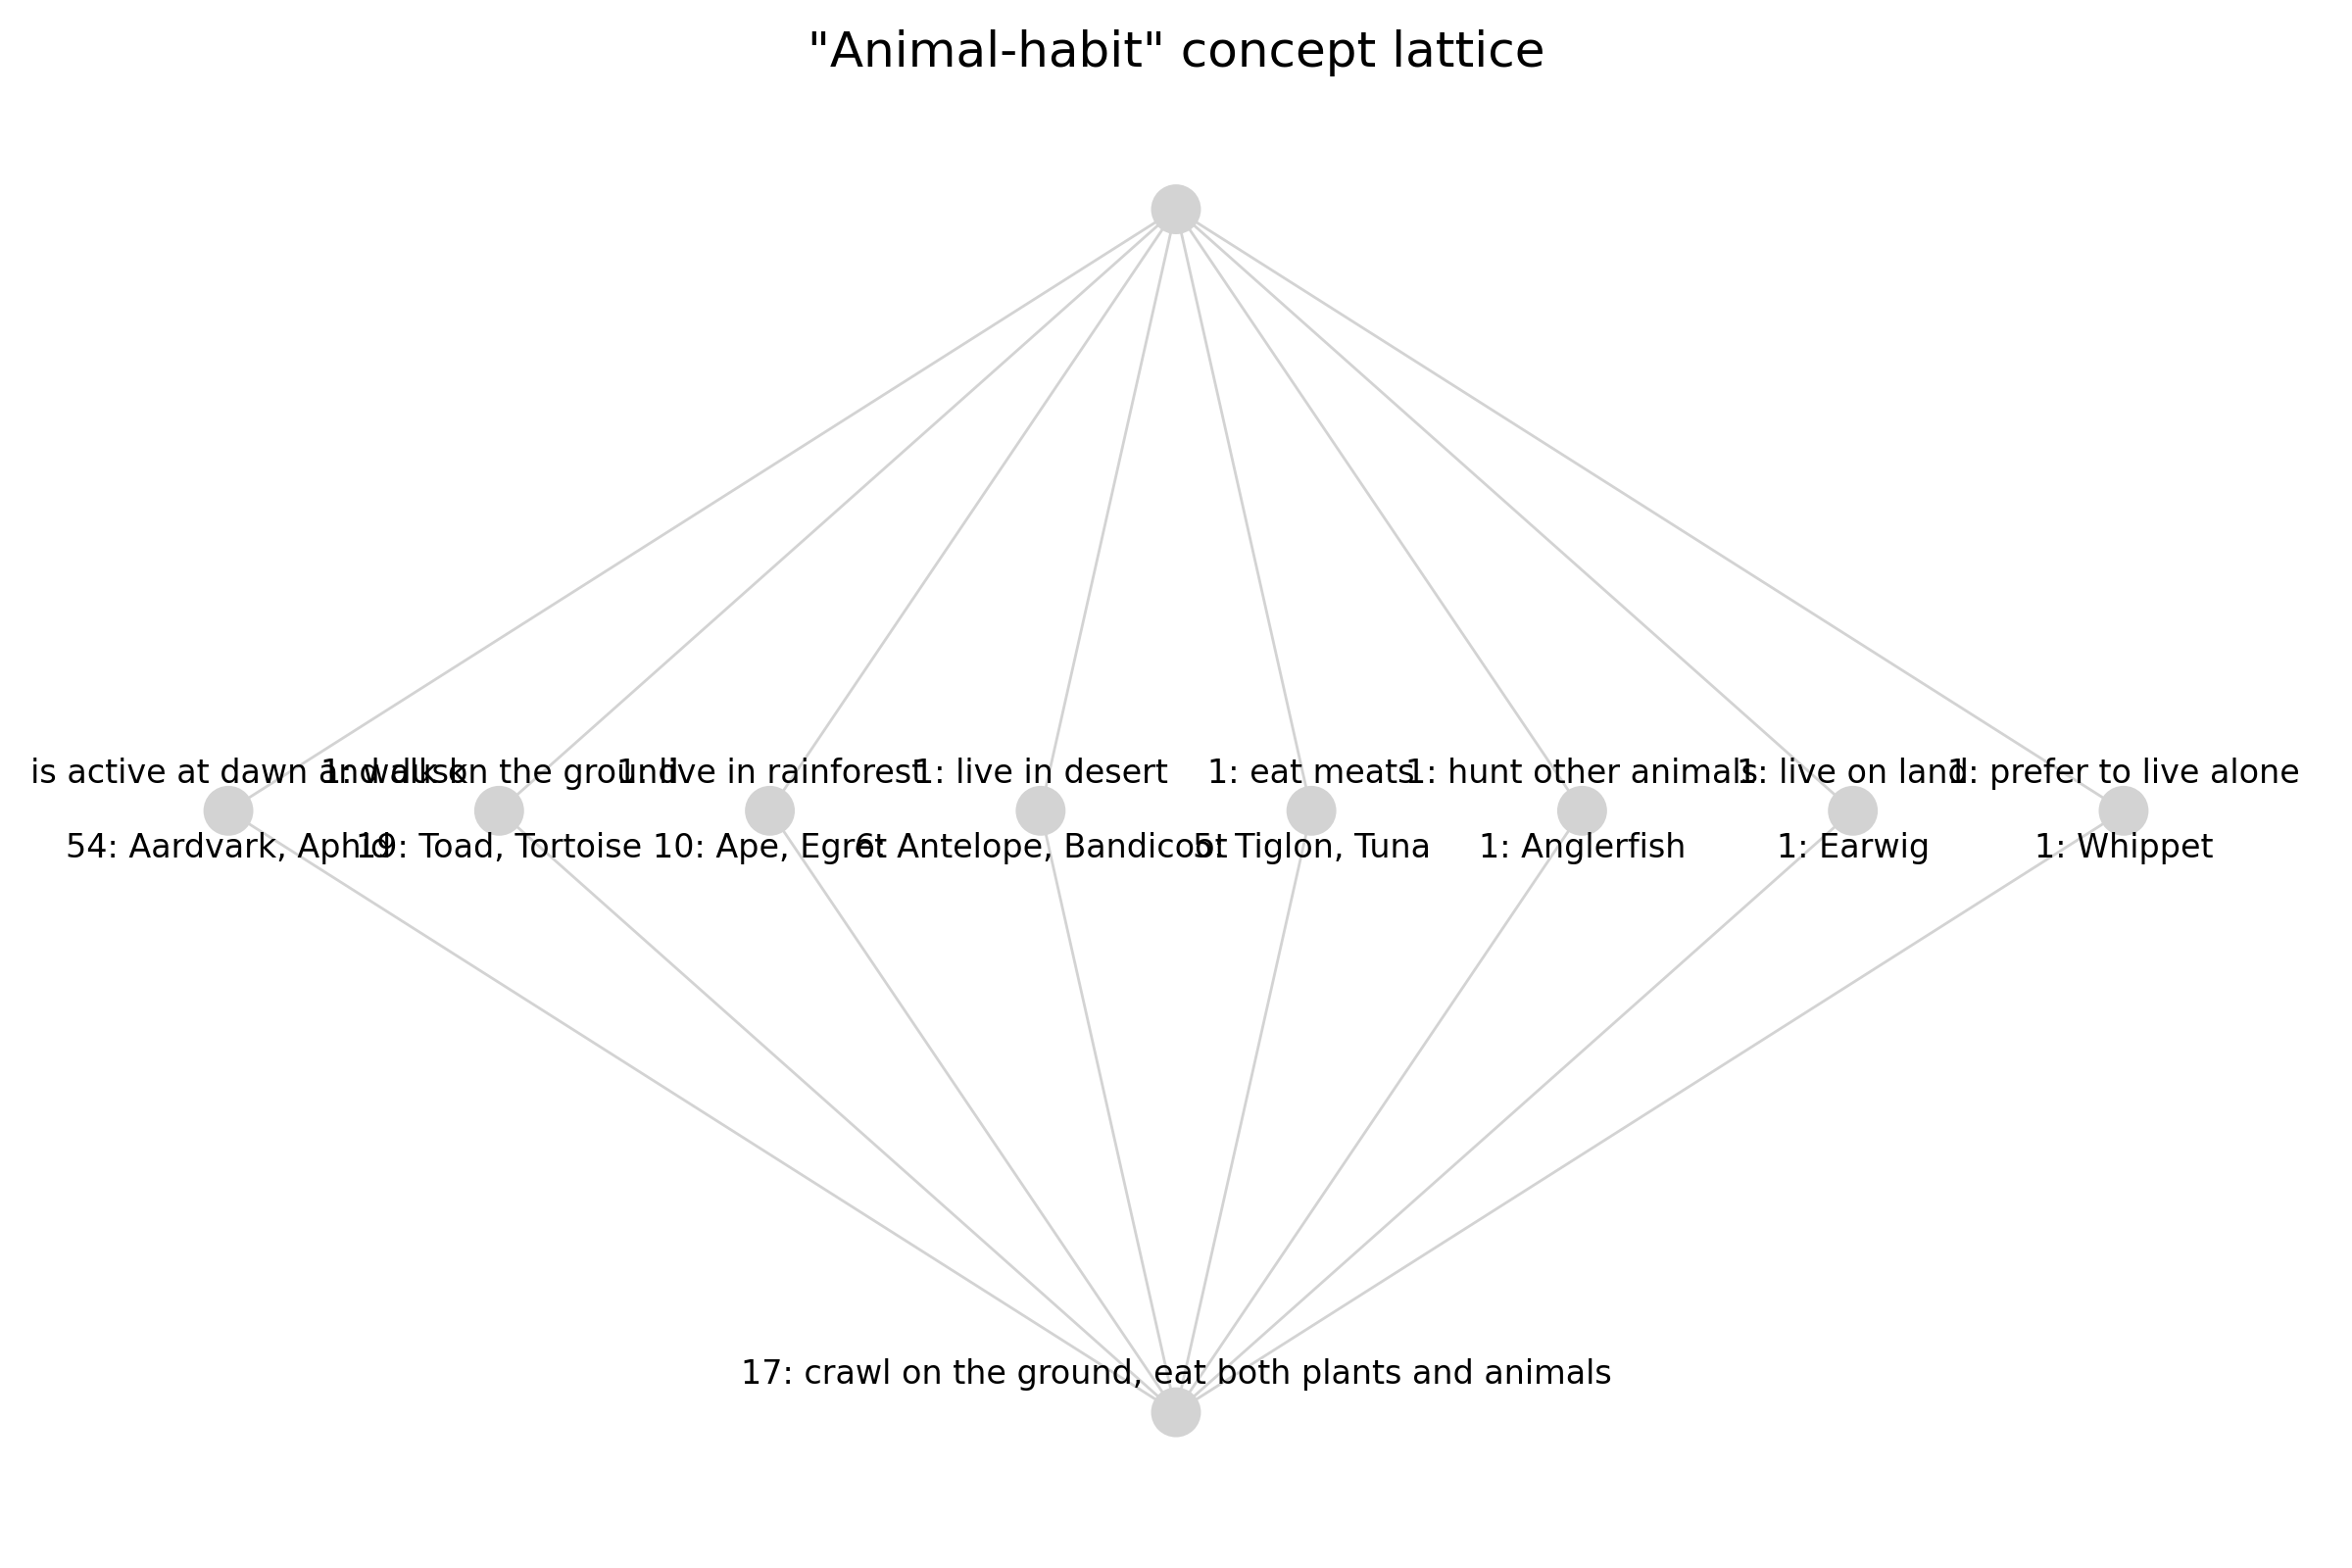 "Animal-habit" concept lattice
is active at dawn and dusk
1: walk on the ground
1: live in rainforest
1: live in desert
1: eat meats
1: hunt other animals
1: live on land
1: prefer to live alone
54: Aardvark, Aphid
19: Toad, Tortoise
10: Ape, Egret
6: Antelope, Bandicoot
5: Tiglon, Tuna
1: Anglerfish
1: Earwig
1: Whippet
17: crawl on the ground, eat both plants and animals